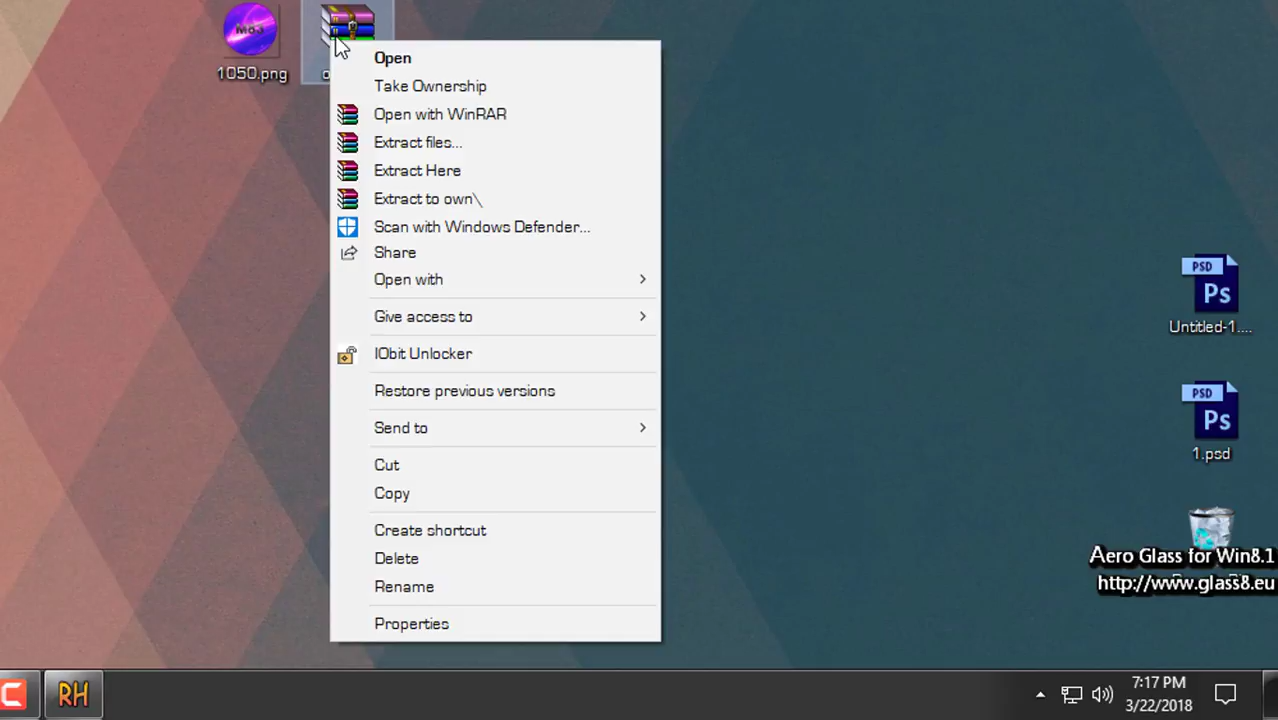 1050.png
Open
Take Ownership
Open with WinRAR
Extract files...
Extract Here
Extract to own\
Scan with Windows Defender...
Share
Open with
Give access to
IObit Unlocker
Restore previous versions
Send to
Cut
Copy
Create shortcut
Delete
Rename
Properties
PSD
Ps
Untitled-1....
PSD
Ps
1.psd
Aero Glass for Win8.1
http://www.glass8.eu
RH
7:17 PM
3/22/2018